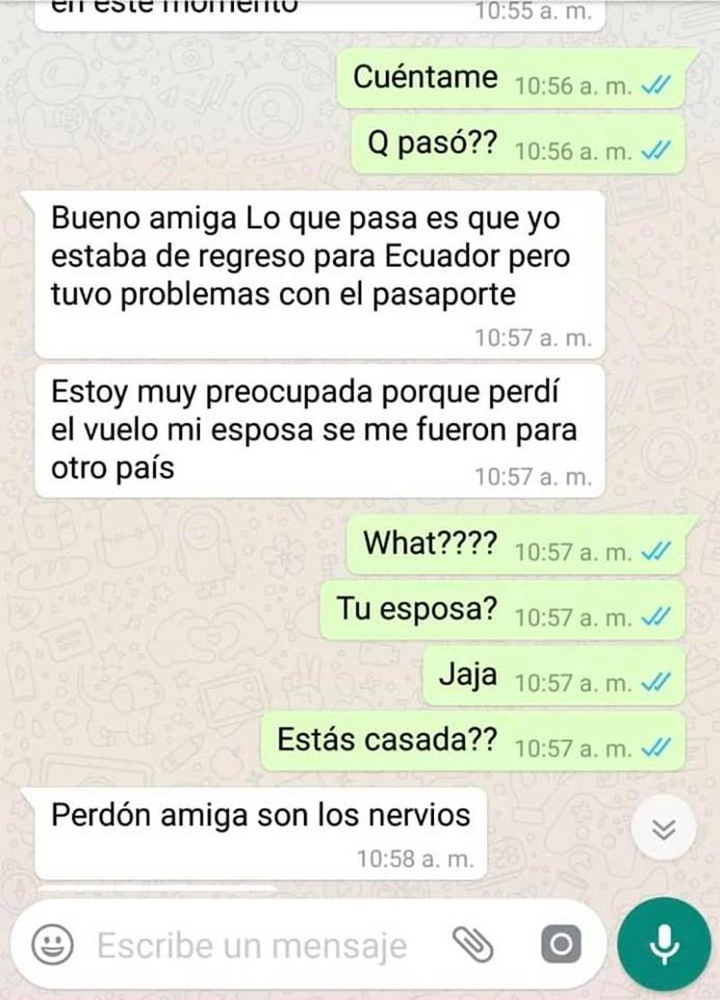 en este momento
10:55 a. m.
Cuéntame 10:56 a. m.
Q pasó?? 10:56 a. m.
Bueno amiga Lo que pasa es que yo
estaba de regreso para Ecuador pero
tuvo problemas con el pasaporte
10:57 a. m.
Estoy muy preocupada porque perdí
el vuelo mi esposa se me fueron para
otro país 10:57 a. m.
What???? 10:57 a. m.
Tu esposa? 10:57 a. m.
Jaja 10:57 a. m.
Estás casada?? 10:57 a. m.
Perdón amiga son los nervios
10:58 a. m.
Escribe un mensaje